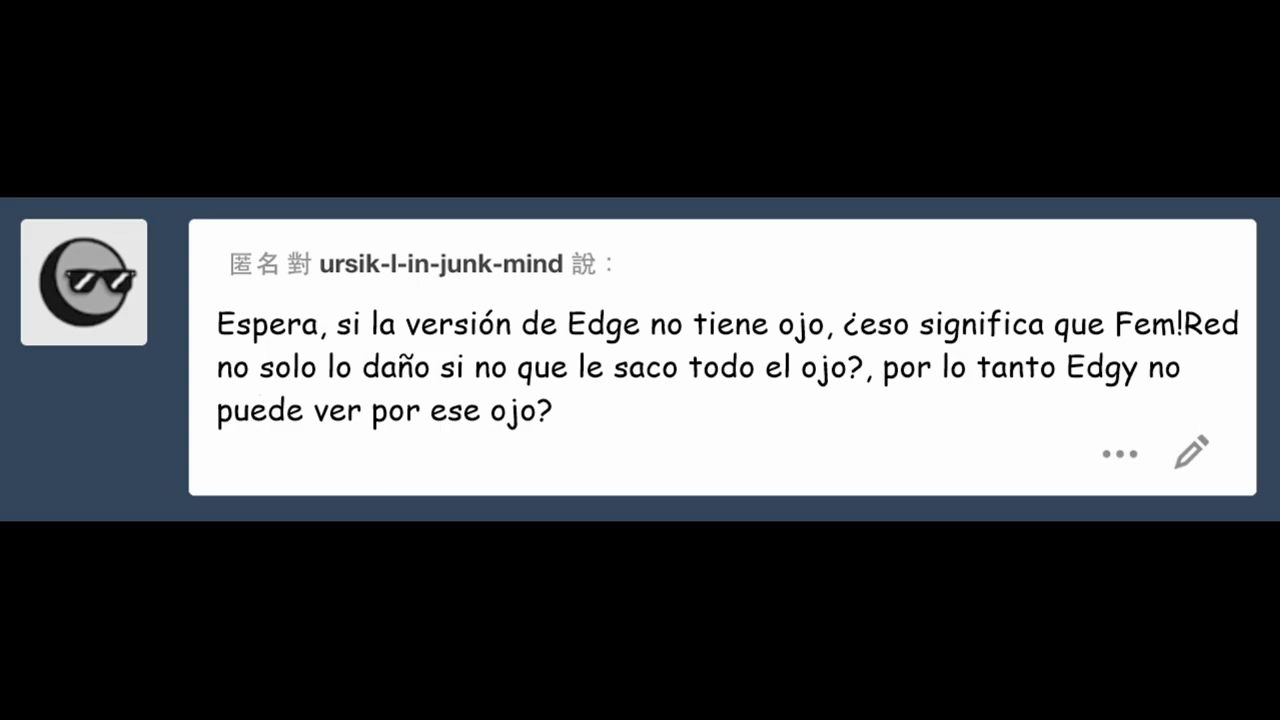 匿名 對 ursik-l-in-junk-mind 說：
Espera, si la versión de Edge no tiene ojo, ¿eso significa que Fem!Red
no solo lo daño si no que le saco todo el ojo?, por lo tanto Edgy no
puede ver por ese ojo?